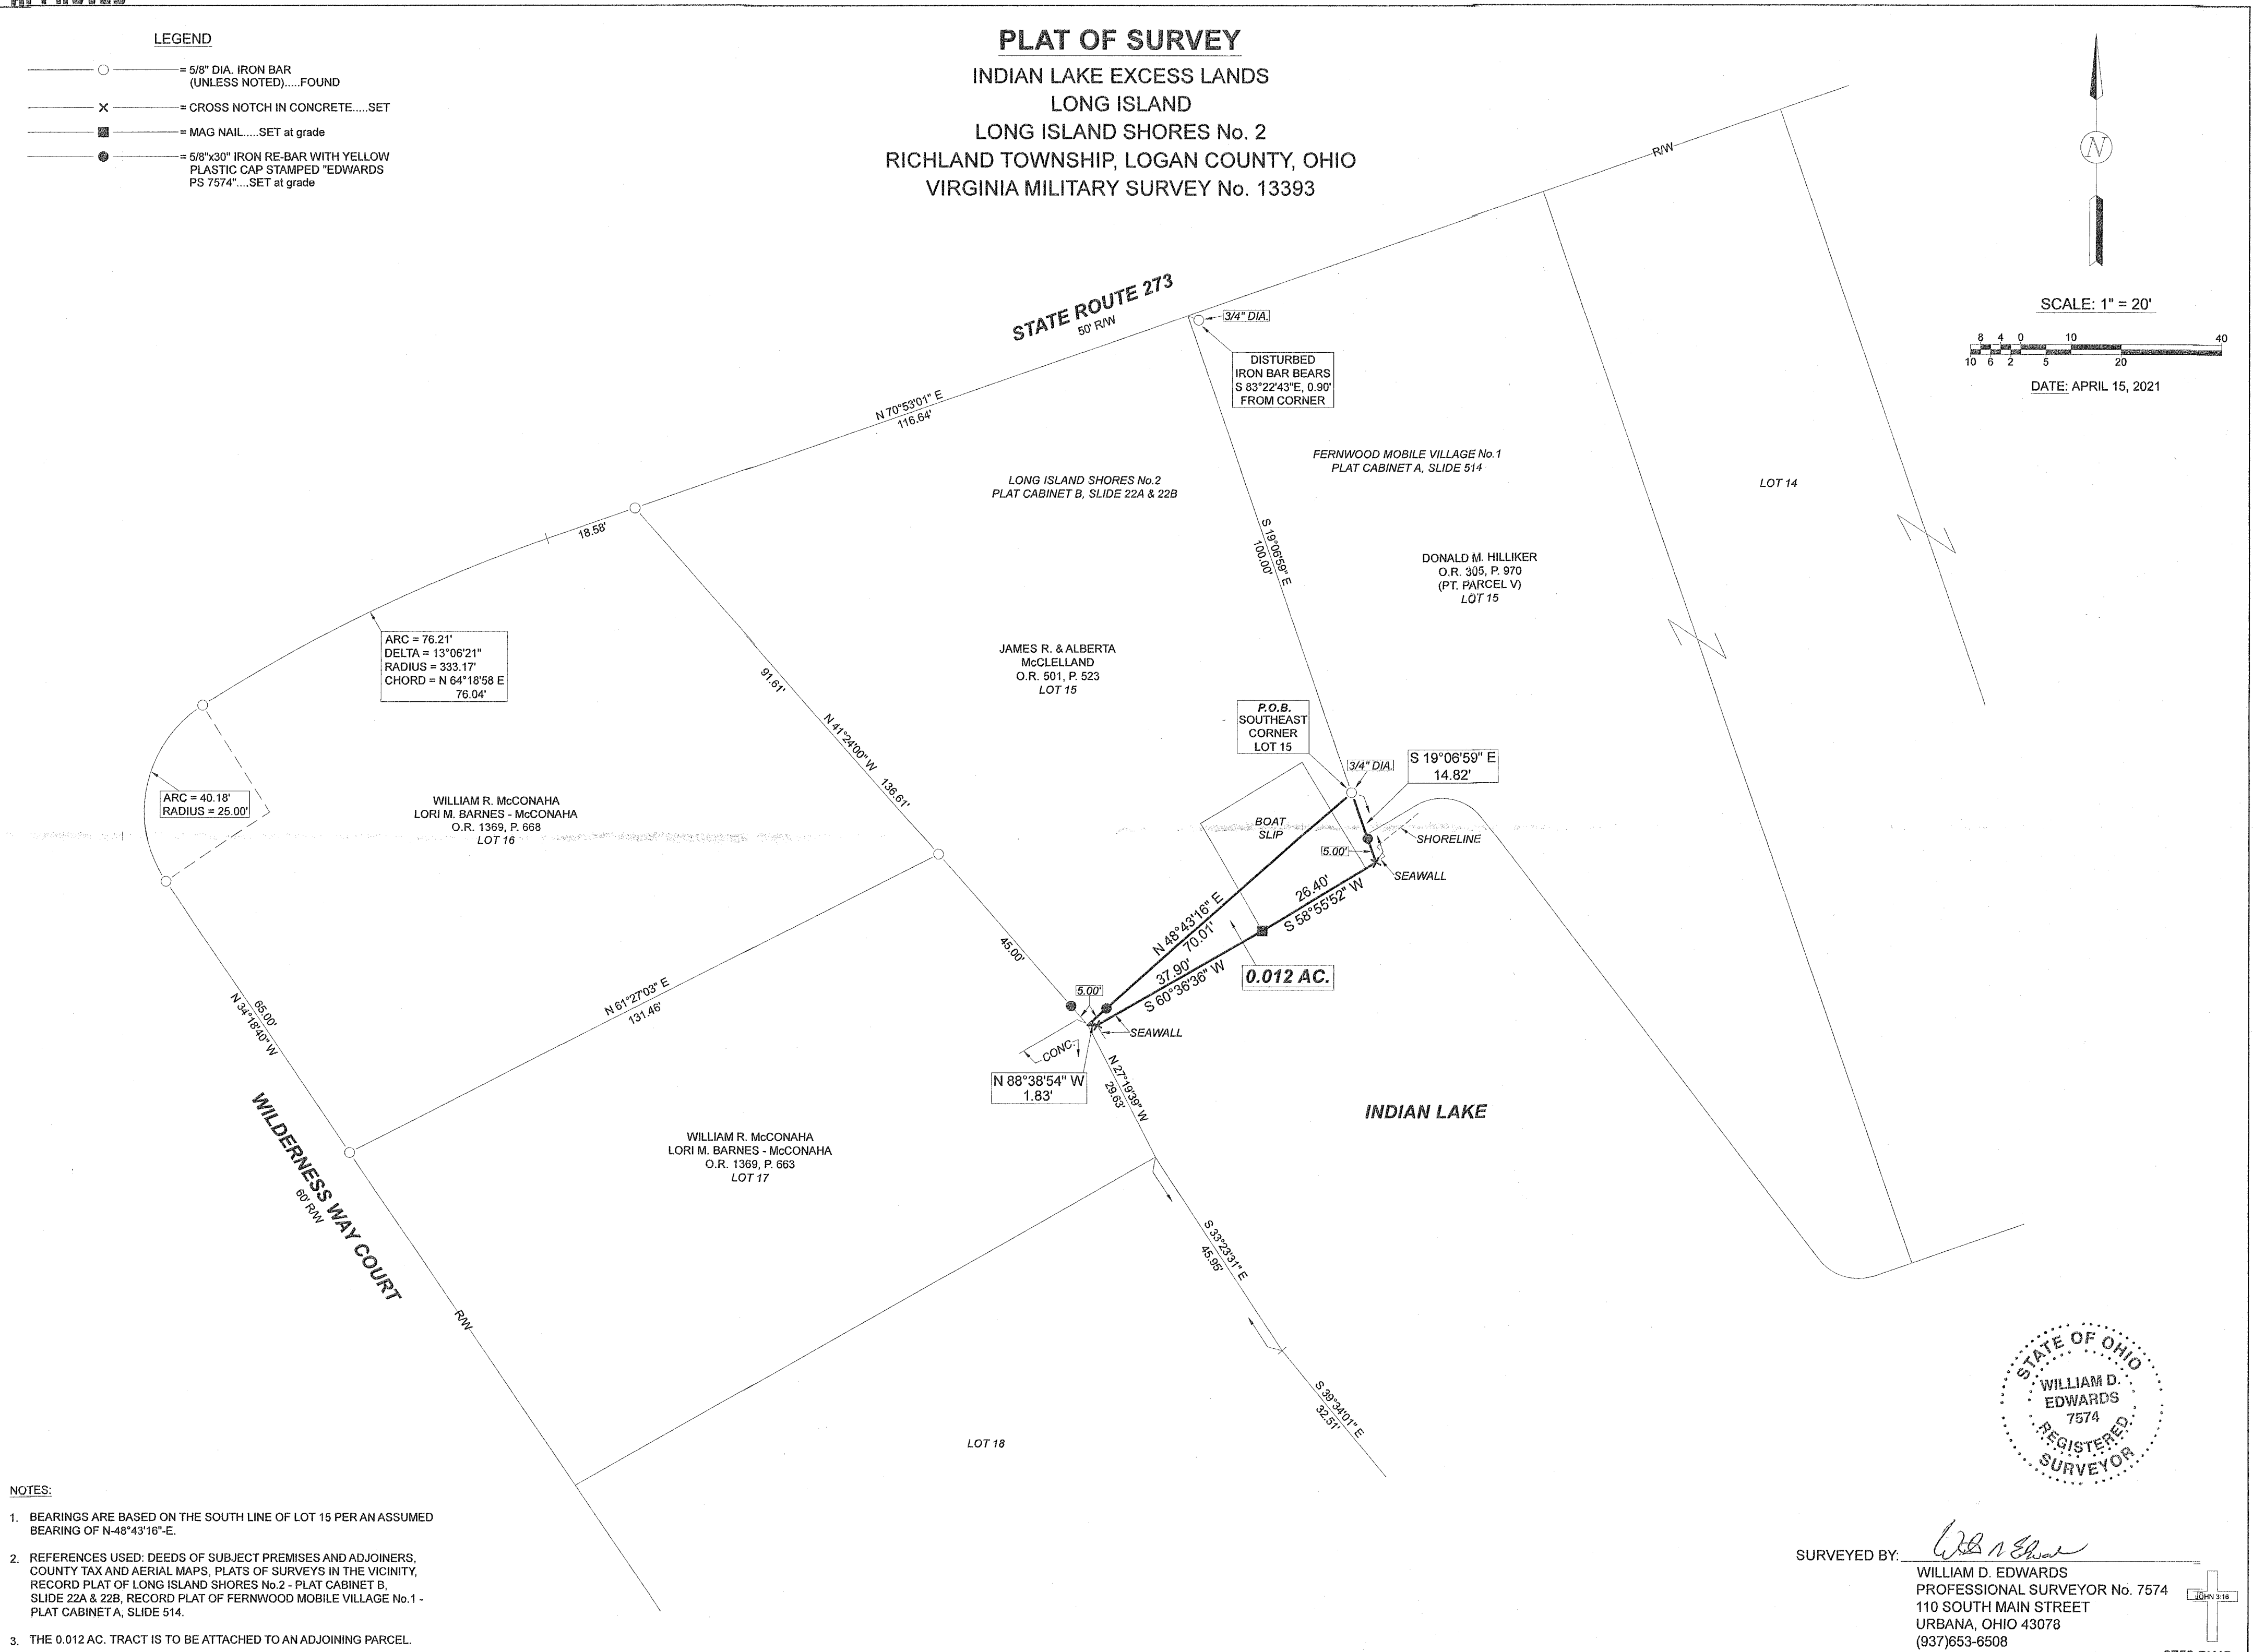 LEGEND
= 5/8" DIA. IRON BAR
(UNLESS NOTED).....FOUND
= CROSS NOTCH IN CONCRETE.....SET
= MAG NAIL.....SET at grade
= 5/8"x30" IRON RE-BAR WITH YELLOW
PLASTIC CAP STAMPED "EDWARDS
PS 7574"....SET at grade
PLAT OF SURVEY
INDIAN LAKE EXCESS LANDS
LONG ISLAND
LONG ISLAND SHORES No. 2
RICHLAND TOWNSHIP, LOGAN COUNTY, OHIO
VIRGINIA MILITARY SURVEY No. 13393
N
SCALE: 1" = 20'
8 4 0 10 40
10 6 2 5 20
DATE: APRIL 15, 2021
R/W
STATE ROUTE 273
50' R/W
3/4" DIA.
DISTURBED
IRON BAR BEARS
S 83°22'43"E, 0.90'
FROM CORNER
N 70°53'01" E
116.64'
LONG ISLAND SHORES No.2
PLAT CABINET B, SLIDE 22A & 22B
FERNWOOD MOBILE VILLAGE No.1
PLAT CABINET A, SLIDE 514
LOT 14
18.58'
S 19°06'59" E
100.00'
DONALD M. HILLIKER
O.R. 305, P. 970
(PT. PARCEL V)
LOT 15
ARC = 76.21'
DELTA = 13°06'21"
RADIUS = 333.17'
CHORD = N 64°18'58 E
76.04'
JAMES R. & ALBERTA
McCLELLAND
O.R. 501, P. 523
LOT 15
91.61'
N 41°24'00" W
136.61'
P.O.B.
SOUTHEAST
CORNER
LOT 15
3/4" DIA.
S 19°06'59" E
14.82'
ARC = 40.18'
RADIUS = 25.00'
WILLIAM R. McCONAHA
LORI M. BARNES - McCONAHA
O.R. 1369, P. 668
LOT 16
BOAT
SLIP
SHORELINE
5.00'
SEAWALL
26.40'
S 58°55'52" W
N 48°43'16" E
70.01'
37.90'
S 60°36'36" W
0.012 AC.
45.00'
5.00'
SEAWALL
CONC.
N 88°38'54" W
1.83'
N 27°19'39" W
29.63'
N 61°27'03" E
131.46'
65.00'
N 34°18'40" W
INDIAN LAKE
WILDERNESS WAY COURT
60' R/W
R/W
WILLIAM R. McCONAHA
LORI M. BARNES - McCONAHA
O.R. 1369, P. 663
LOT 17
S 33°23'31" E
45.95'
S 39°34'01" E
32.51'
LOT 18
STATE OF OHIO
WILLIAM D.
EDWARDS
7574
REGISTERED
SURVEYOR
NOTES:
1. BEARINGS ARE BASED ON THE SOUTH LINE OF LOT 15 PER AN ASSUMED
BEARING OF N-48°43'16"-E.
2. REFERENCES USED: DEEDS OF SUBJECT PREMISES AND ADJOINERS,
COUNTY TAX AND AERIAL MAPS, PLATS OF SURVEYS IN THE VICINITY,
RECORD PLAT OF LONG ISLAND SHORES No.2 - PLAT CABINET B,
SLIDE 22A & 22B, RECORD PLAT OF FERNWOOD MOBILE VILLAGE No.1 -
PLAT CABINET A, SLIDE 514.
3. THE 0.012 AC. TRACT IS TO BE ATTACHED TO AN ADJOINING PARCEL.
SURVEYED BY:
WILLIAM D. EDWARDS
PROFESSIONAL SURVEYOR No. 7574
110 SOUTH MAIN STREET
URBANA, OHIO 43078
(937)653-6508
JOHN 3:16